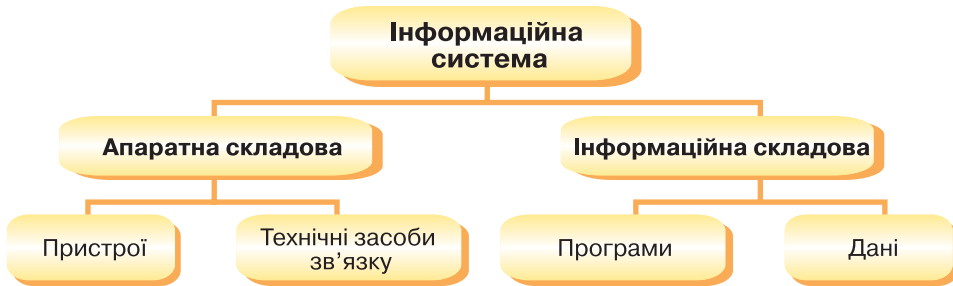 Інформаційна
система
Апаратна складова
Інформаційна складова
Пристрої
Технічні засоби
зв’язку
Програми
Дані